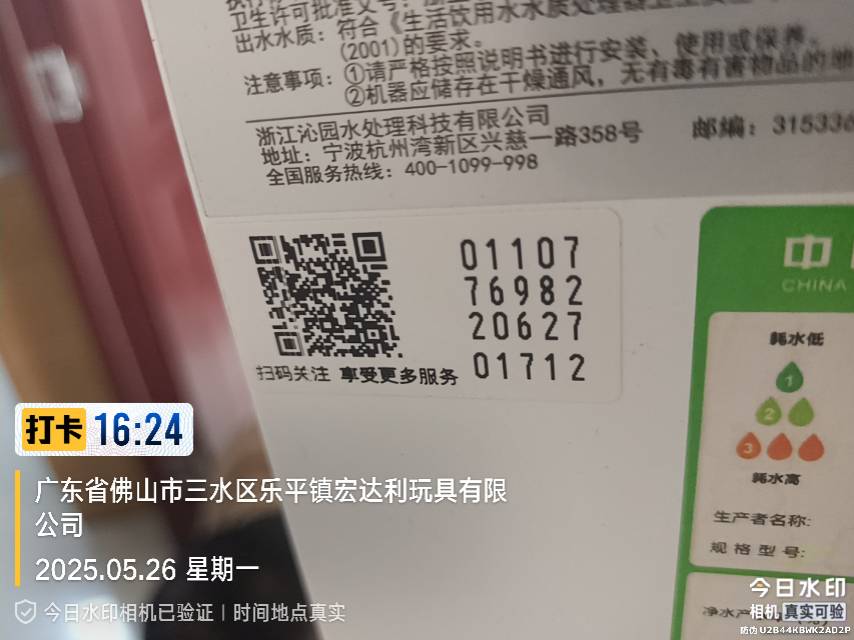 卫生许可批准文号:
出水水质: 符合《生活饮用水水质处理器卫生
(2001)的要求。
注意事项: ①请严格按照说明书进行安装、使用或保养。
②机器应储存在干燥通风，无有毒有害物品的地
浙江沁园水处理科技有限公司
地址: 宁波杭州湾新区兴慈一路358号 邮编: 315336
全国服务热线: 400-1099-998
01107
76982
20627
01712
扫码关注 享受更多服务
中
CHINA
耗水低
1
2
3
耗水高
生产者名称:
规格型号:
净水产
打卡 16:24
广东省佛山市三水区乐平镇宏达利玩具有限
公司
2025.05.26 星期一
今日水印相机已验证 | 时间地点真实
今日水印
相机 真实可验
防伪 U2B44KBWK2AD2P